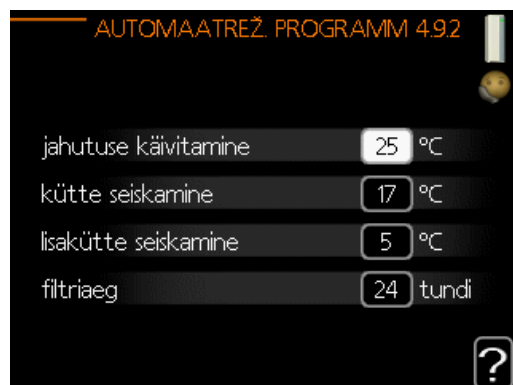 AUTOMAATREŽ. PROGRAMM 4.9.2
jahutuse käivitamine 25 °C
kütte seiskamine 17 °C
lisakütte seiskamine 5 °C
filtriaeg 24 tundi
?